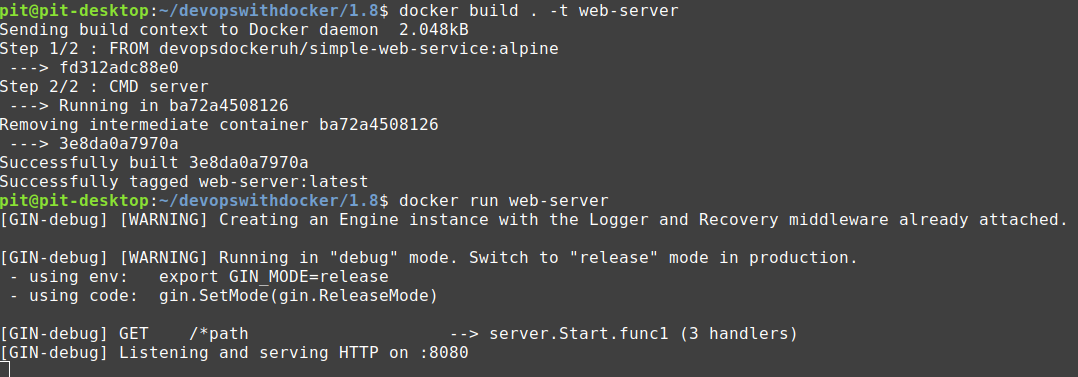 pit@pit-desktop:~/devopswithdocker/1.8$ docker build . -t web-server
Sending build context to Docker daemon  2.048kB
Step 1/2 : FROM devopsdockeruh/simple-web-service:alpine
 ---> fd312adc88e0
Step 2/2 : CMD server
 ---> Running in ba72a4508126
Removing intermediate container ba72a4508126
 ---> 3e8da0a7970a
Successfully built 3e8da0a7970a
Successfully tagged web-server:latest
pit@pit-desktop:~/devopswithdocker/1.8$ docker run web-server
[GIN-debug] [WARNING] Creating an Engine instance with the Logger and Recovery middleware already attached.
[GIN-debug] [WARNING] Running in "debug" mode. Switch to "release" mode in production.
 - using env:   export GIN_MODE=release
 - using code:  gin.SetMode(gin.ReleaseMode)
[GIN-debug] GET    /*path                    --> server.Start.func1 (3 handlers)
[GIN-debug] Listening and serving HTTP on :8080